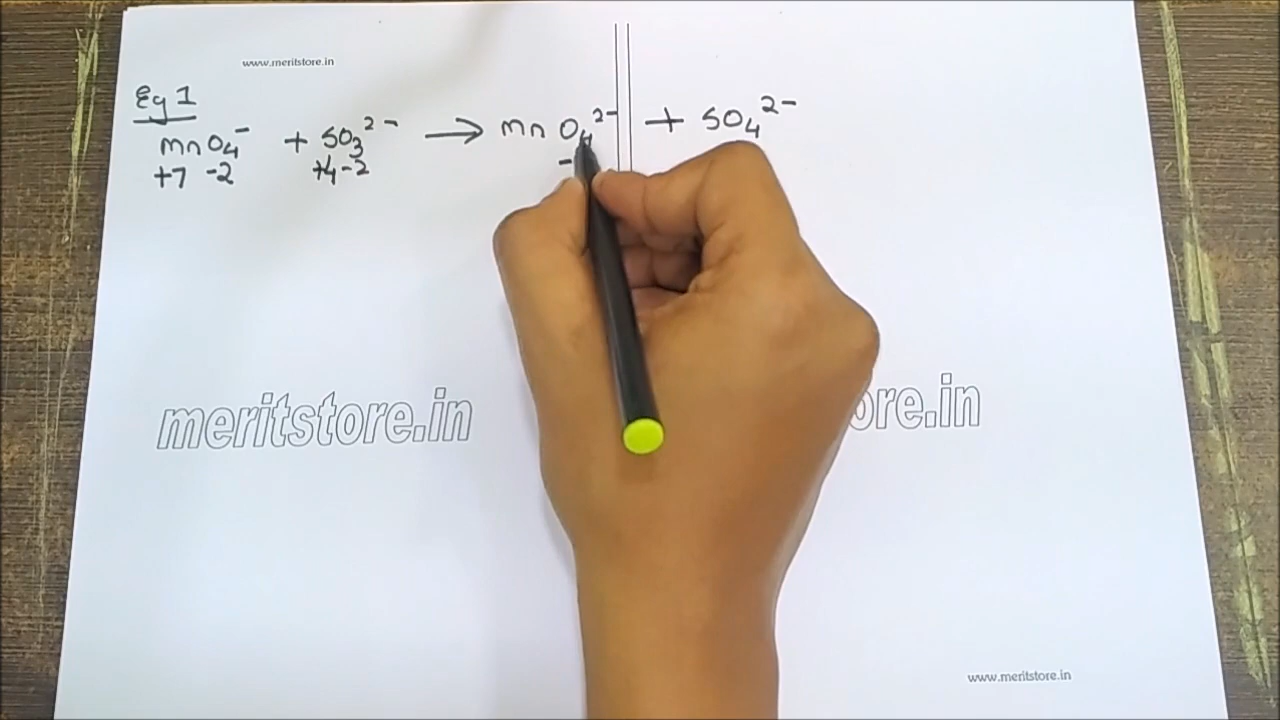 www.meritstore.in
Eg 1
mnO₄⁻ + SO₃²⁻ → mnO₄²⁻ + SO₄²⁻
+7 -2 +4 -2 -
meritstore.in ore.in
www.meritstore.in